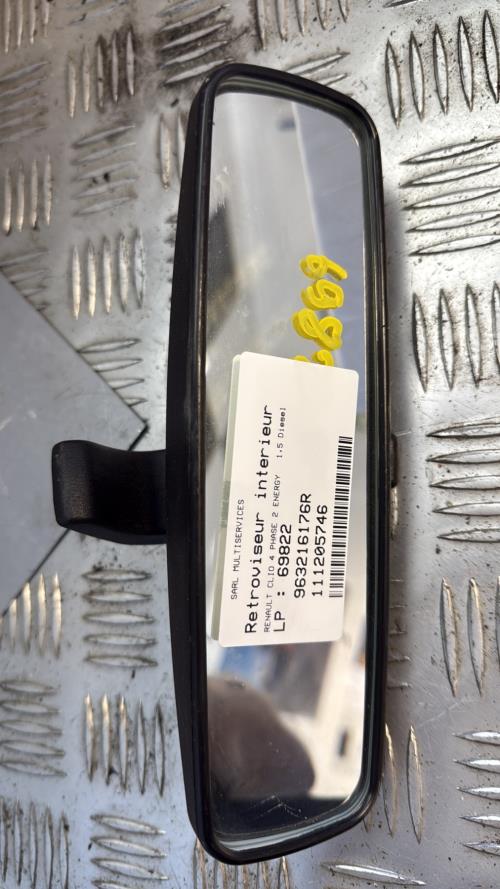 SARL MULTISERVICES
Retroviseur interieur
RENAULT CLIO 4 PHASE 2 ENERGY 1.5 Diesel
LP : 69822
963216176R
111205746